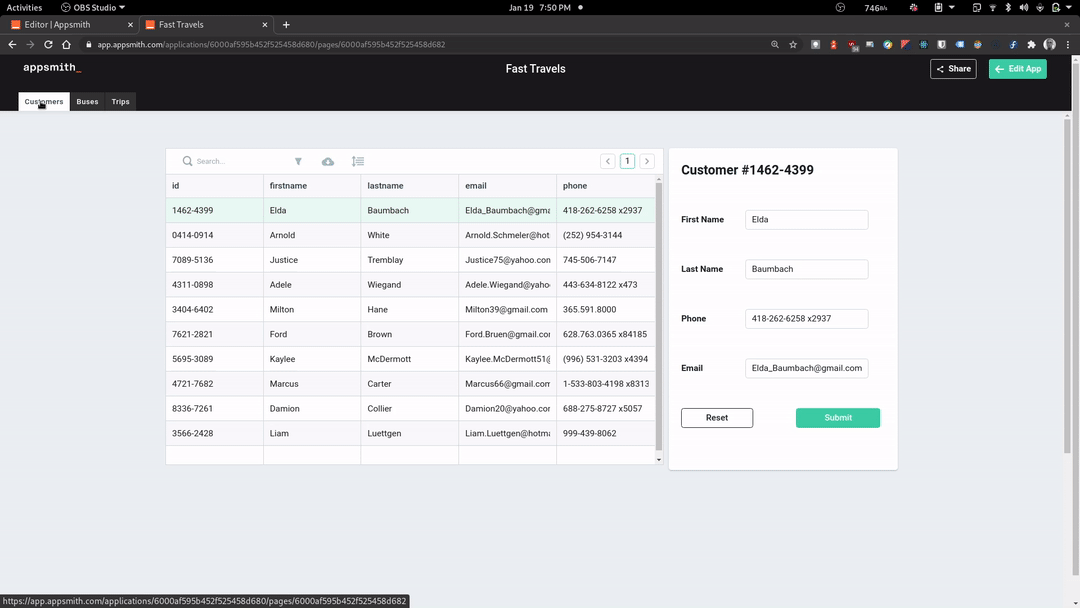 Activities OBS Studio Jan 19 7:50 PM 746B/s
Editor | Appsmith Fast Travels
app.appsmith.com/applications/6000af595b452f525458d680/pages/6000af595b452f525458d682
appsmith_ Fast Travels Share Edit App
Customers Buses Trips
Search... 1
id firstname lastname email phone
1462-4399 Elda Baumbach Elda_Baumbach@gma 418-262-6258 x2937
0414-0914 Arnold White Arnold.Schmeler@hot (252) 954-3144
7089-5136 Justice Tremblay Justice75@yahoo.con 745-506-7147
4311-0898 Adele Wiegand Adele.Wiegand@yaho 443-634-8122 x473
3404-6402 Milton Hane Milton39@gmail.com 365.591.8000
7621-2821 Ford Brown Ford.Bruen@gmail.co 628.763.0365 x84185
5695-3089 Kaylee McDermott Kaylee.McDermott51@ (996) 531-3203 x4394
4721-7682 Marcus Carter Marcus66@gmail.com 1-533-803-4198 x8313
8336-7261 Damion Collier Damion20@yahoo.co 688-275-8727 x5057
3566-2428 Liam Luettgen Liam.Luettgen@hotma 999-439-8062
Customer #1462-4399
First Name Elda
Last Name Baumbach
Phone 418-262-6258 x2937
Email Elda_Baumbach@gmail.com
Reset Submit
https://app.appsmith.com/applications/6000af595b452f525458d680/pages/6000af595b452f525458d682